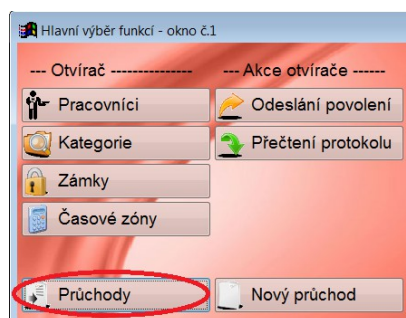 Hlavní výběr funkcí - okno č.1
--- Otvírač --------------- --- Akce otvírače ------
Pracovníci Odeslání povolení
Kategorie Přečtení protokolu
Zámky
Časové zóny
Průchody Nový průchod